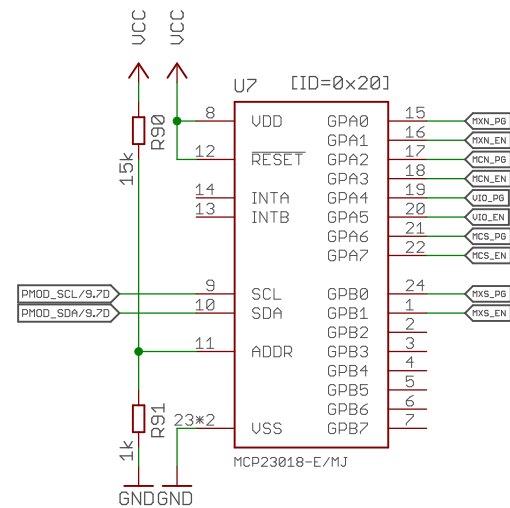 VCC
VCC
U7
[ID=0x20]
8
VDD
GPA0
15
MXN_PG
R90
GPA1
16
MXN_EN
15k
12
RESET
GPA2
17
MCN_PG
GPA3
18
MCN_EN
14
INTA
GPA4
19
VIO_PG
13
INTB
GPA5
20
VIO_EN
GPA6
21
MCS_PG
GPA7
22
MCS_EN
PMOD_SCL/9.7D
9
SCL
GPB0
24
MXS_PG
PMOD_SDA/9.7D
10
SDA
GPB1
1
MXS_EN
GPB2
2
11
ADDR
GPB3
3
GPB4
4
GPB5
5
R91
GPB6
6
1k
23*2
VSS
GPB7
7
MCP23018-E/MJ
GND
GND